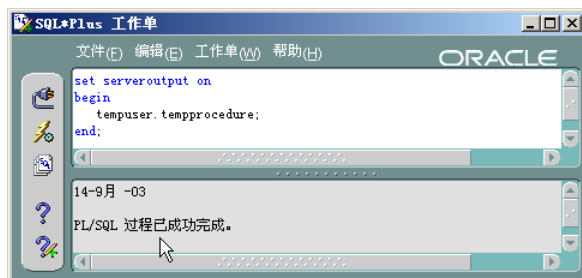 SQL*Plus 工作单
文件(F) 编辑(E) 工作单(W) 帮助(H)
ORACLE
set serveroutput on
begin
tempuser.tempprocedure;
end;
14-9月 -03
PL/SQL 过程已成功完成。